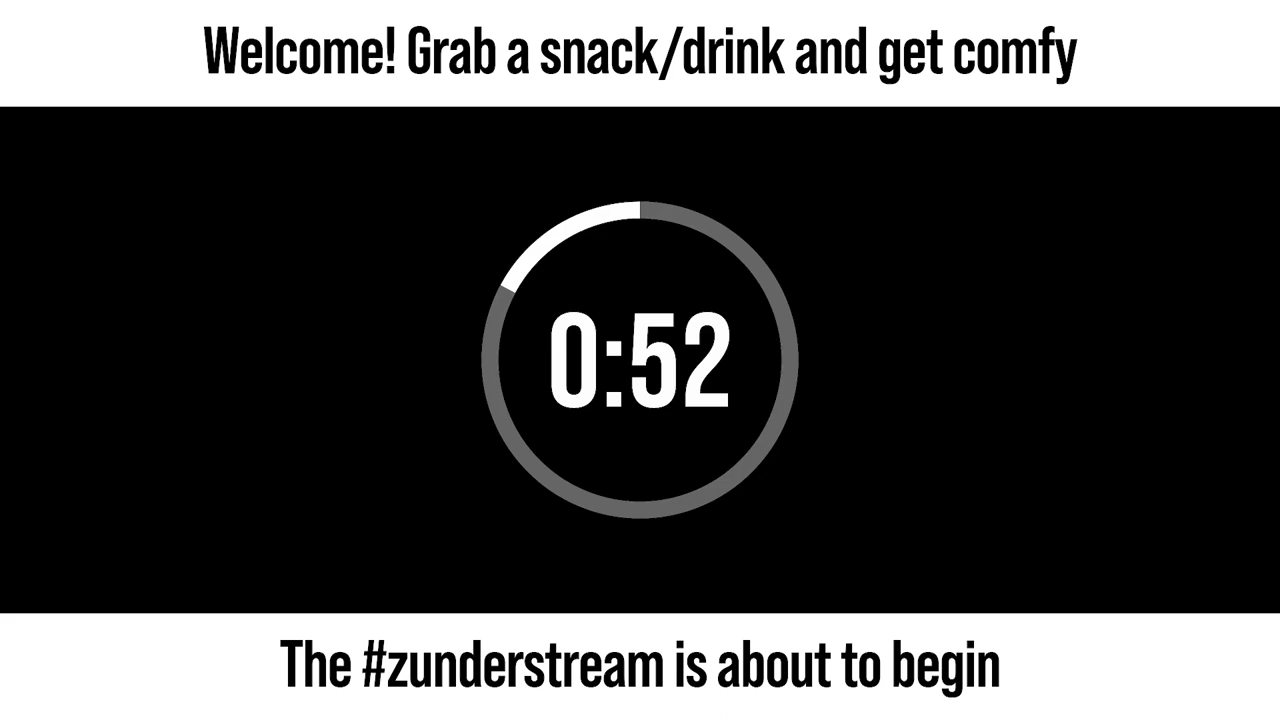 Welcome! Grab a snack/drink and get comfy
0:52
The #zunderstream is about to begin